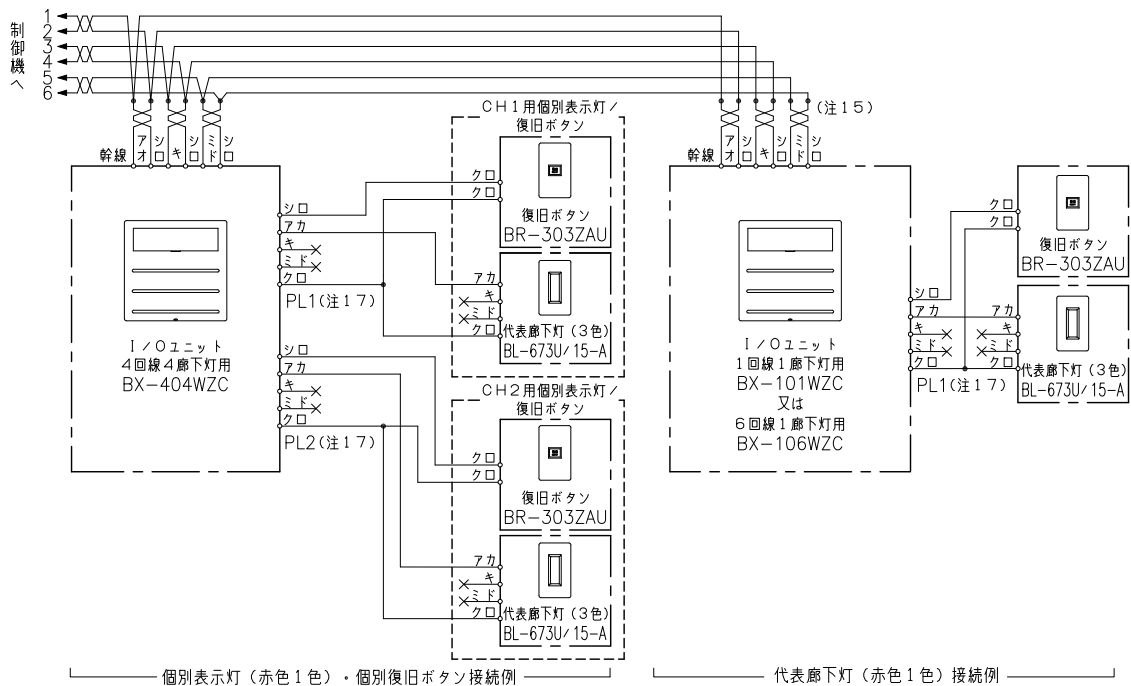 制御機へ
1
2
3
4
5
6
幹線
アオ
シロ
キ
シロ
ミド
シロ
I/Oユニット
4回線4廊下灯用
BX-404WZC
シロ
アカ
キ
ミド
クロ
PL1(注17)
シロ
アカ
キ
ミド
クロ
PL2(注17)
CH1用個別表示灯/
復旧ボタン
クロ
クロ
復旧ボタン
BR-303ZAU
アカ
キ
ミド
クロ
代表廊下灯(3色)
BL-673U/15-A
CH2用個別表示灯/
復旧ボタン
クロ
クロ
復旧ボタン
BR-303ZAU
アカ
キ
ミド
クロ
代表廊下灯(3色)
BL-673U/15-A
個別表示灯(赤色1色)・個別復旧ボタン接続例
(注15)
幹線
アオ
シロ
キ
シロ
ミド
シロ
I/Oユニット
1回線1廊下灯用
BX-101WZC
又は
6回線1廊下灯用
BX-106WZC
シロ
アカ
キ
ミド
クロ
PL1(注17)
クロ
クロ
復旧ボタン
BR-303ZAU
アカ
キ
ミド
クロ
代表廊下灯(3色)
BL-673U/15-A
代表廊下灯(赤色1色)接続例